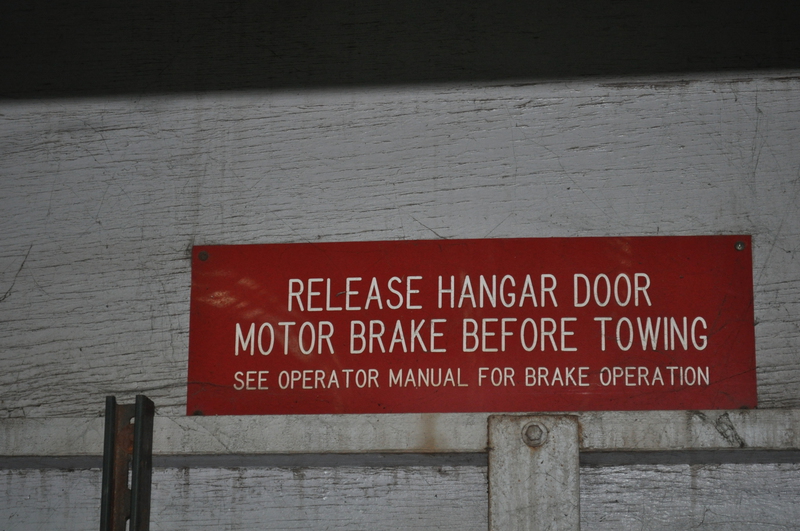 RELEASE HANGAR DOOR
MOTOR BRAKE BEFORE TOWING
SEE OPERATOR MANUAL FOR BRAKE OPERATION